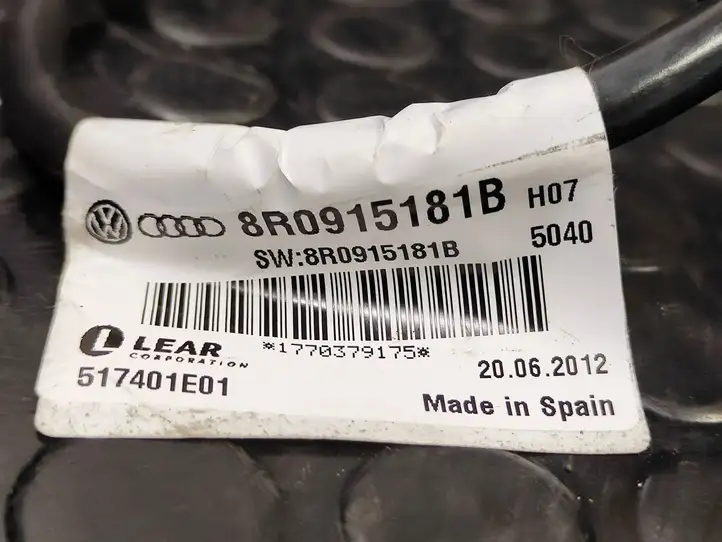 8R0915181B H07
SW:8R0915181B 5040
*1770379175*
LEAR
CORPORATION
517401E01
20.06.2012
Made in Spain